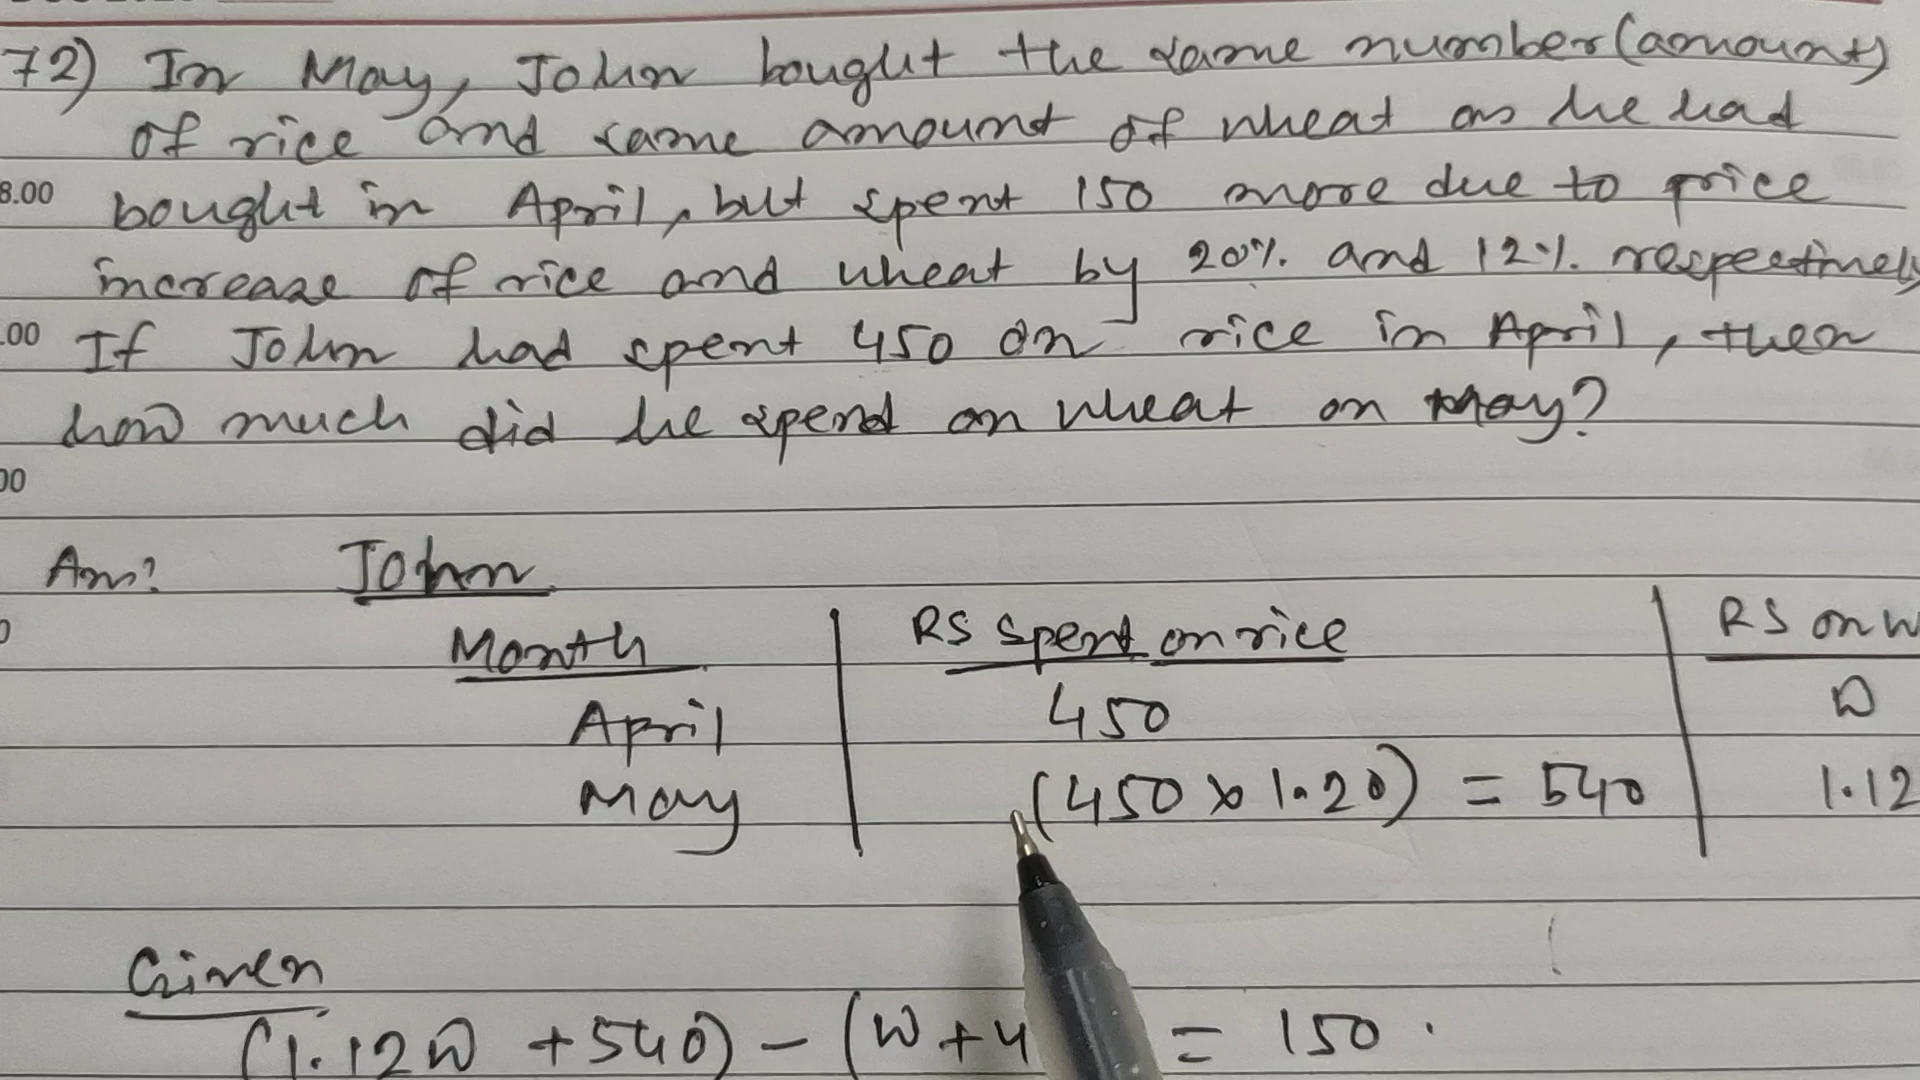 72) In May, John bought the same number (amount)
of rice and same amount of wheat as he had
8.00 bought in April, but spent 150 more due to price
increase of rice and wheat by 20% and 12% respectively
.00 If John had spent 450 on rice in April, then
how much did he spend on wheat on May?
00
Ans: John
Month RS spent on rice RS on W
April 450 W
May (450 x 1.20) = 540 1.12
Given
(1.12W + 540) - (W + 4 = 150.